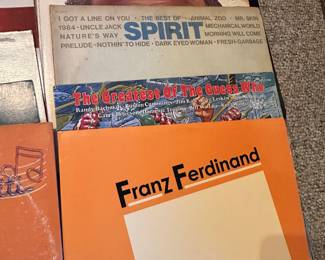 I GOT A LINE ON YOU • THE BEST OF • ANIMAL ZOO • MR. SKIN
1984 • UNCLE JACK SPIRIT MECHANICAL WORLD
NATURE'S WAY MORNING WILL COME
PRELUDE-NOTHIN' TO HIDE • DARK EYED WOMAN • FRESH-GARBAGE
The Greatest Of The Guess Who
Franz Ferdinand